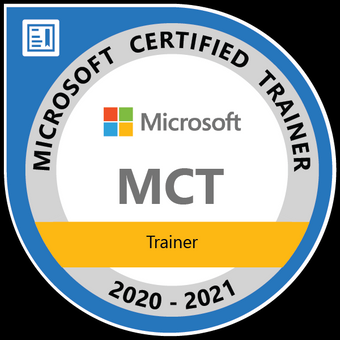 MICROSOFT CERTIFIED TRAINER
Microsoft
MCT
Trainer
2020 - 2021